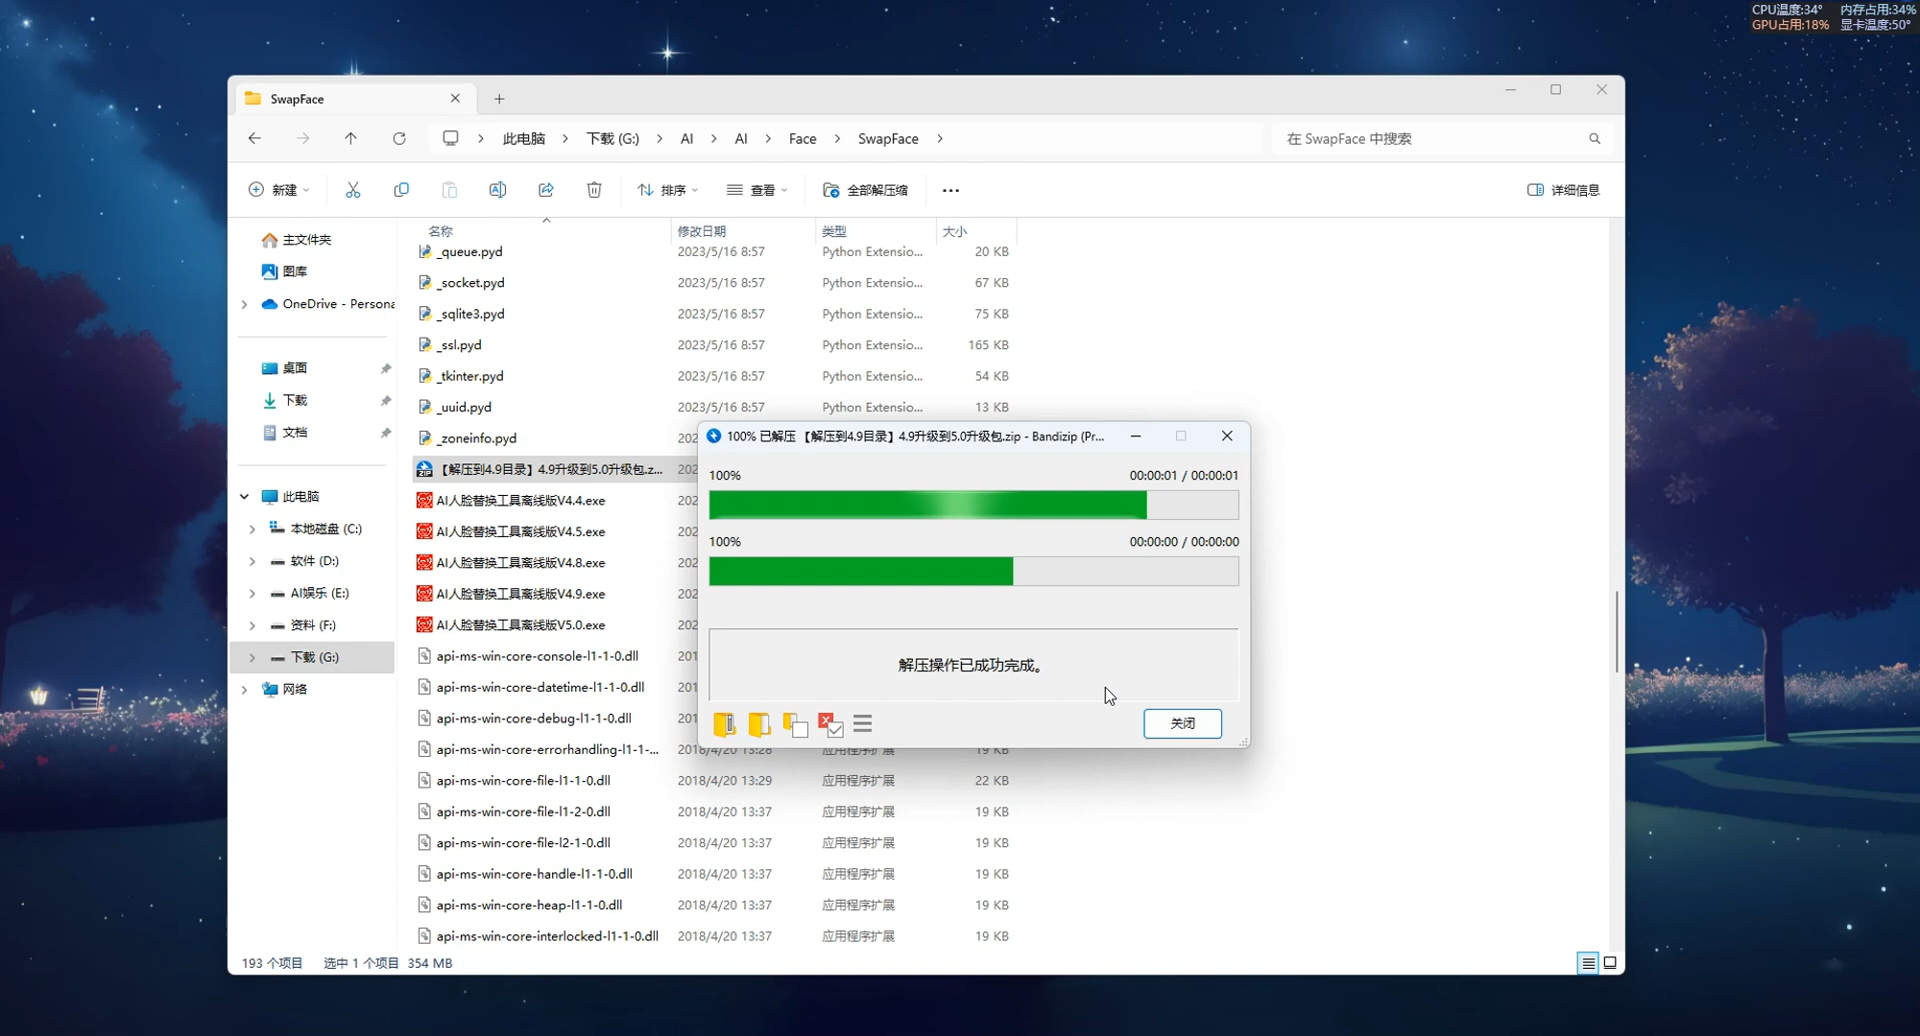 CPU温度:34° 内存占用:34%
GPU占用:18% 显卡温度:50°
SwapFace
此电脑 > 下载 (G:) > AI > AI > Face > SwapFace >
在 SwapFace 中搜索
新建
排序
查看
全部解压缩
详细信息
主文件夹
图库
OneDrive - Persona
桌面
下载
文档
此电脑
本地磁盘 (C:)
软件 (D:)
AI娱乐 (E:)
资料 (F:)
下载 (G:)
网络
名称 修改日期 类型 大小
_queue.pyd 2023/5/16 8:57 Python Extensio... 20 KB
_socket.pyd 2023/5/16 8:57 Python Extensio... 67 KB
_sqlite3.pyd 2023/5/16 8:57 Python Extensio... 75 KB
_ssl.pyd 2023/5/16 8:57 Python Extensio... 165 KB
_tkinter.pyd 2023/5/16 8:57 Python Extensio... 54 KB
_uuid.pyd 2023/5/16 8:57 Python Extensio... 13 KB
_zoneinfo.pyd 202
【解压到4.9目录】4.9升级到5.0升级包.z... 202
AI人脸替换工具离线版V4.4.exe 202
AI人脸替换工具离线版V4.5.exe 202
AI人脸替换工具离线版V4.8.exe 202
AI人脸替换工具离线版V4.9.exe 202
AI人脸替换工具离线版V5.0.exe 202
api-ms-win-core-console-l1-1-0.dll 201
api-ms-win-core-datetime-l1-1-0.dll 201
api-ms-win-core-debug-l1-1-0.dll 201
api-ms-win-core-errorhandling-l1-1-... 2018/4/20 13:28 应用程序扩展 19 KB
api-ms-win-core-file-l1-1-0.dll 2018/4/20 13:29 应用程序扩展 22 KB
api-ms-win-core-file-l1-2-0.dll 2018/4/20 13:37 应用程序扩展 19 KB
api-ms-win-core-file-l2-1-0.dll 2018/4/20 13:37 应用程序扩展 19 KB
api-ms-win-core-handle-l1-1-0.dll 2018/4/20 13:37 应用程序扩展 19 KB
api-ms-win-core-heap-l1-1-0.dll 2018/4/20 13:37 应用程序扩展 19 KB
api-ms-win-core-interlocked-l1-1-0.dll 2018/4/20 13:37 应用程序扩展 19 KB
100% 已解压 【解压到4.9目录】4.9升级到5.0升级包.zip - Bandizip (Pr...
100% 00:00:01 / 00:00:01
100% 00:00:00 / 00:00:00
解压操作已成功完成。
关闭
193 个项目 选中 1 个项目 354 MB